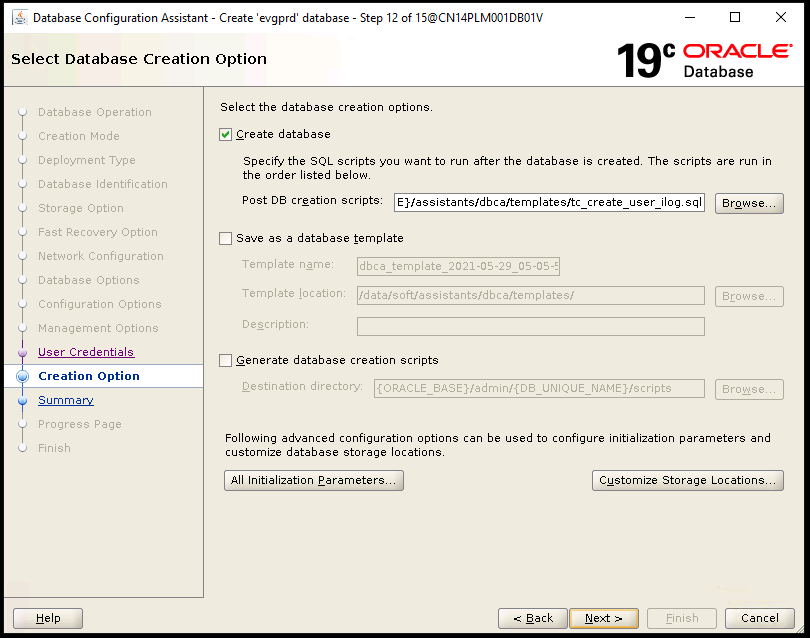 Database Configuration Assistant - Create 'evgprd' database - Step 12 of 15@CN14PLM001DB01V
Select Database Creation Option
19c ORACLE
Database
Database Operation
Creation Mode
Deployment Type
Database Identification
Storage Option
Fast Recovery Option
Network Configuration
Database Options
Configuration Options
Management Options
User Credentials
Creation Option
Summary
Progress Page
Finish
Select the database creation options.
Create database
Specify the SQL scripts you want to run after the database is created. The scripts are run in
the order listed below.
Post DB creation scripts: E}/assistants/dbca/templates/tc_create_user_ilog.sql Browse...
Save as a database template
Template name: dbca_template_2021-05-29_05-05-5
Template location: /data/soft/assistants/dbca/templates/ Browse...
Description:
Generate database creation scripts
Destination directory: {ORACLE_BASE}/admin/{DB_UNIQUE_NAME}/scripts Browse...
Following advanced configuration options can be used to configure initialization parameters and
customize database storage locations.
All Initialization Parameters... Customize Storage Locations...
Help < Back Next > Finish Cancel